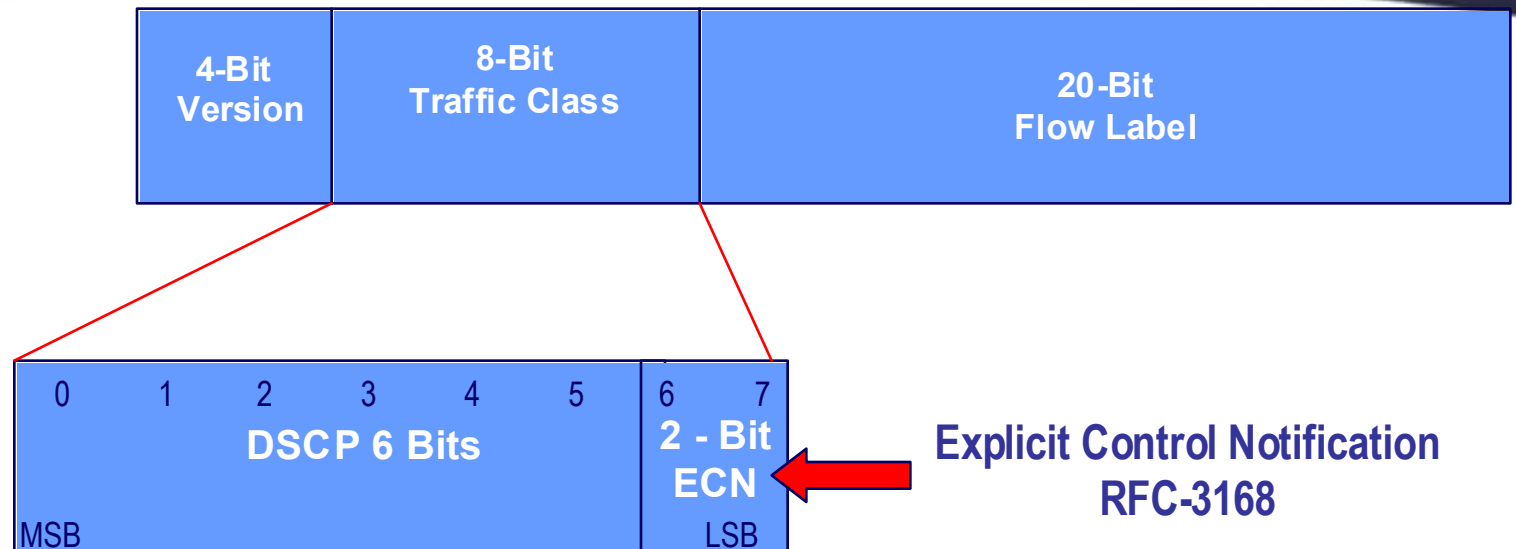 4-Bit
Version
8-Bit
Traffic Class
20-Bit
Flow Label
0 1 2 3 4 5 6 7
DSCP 6 Bits
2 - Bit
ECN
MSB
LSB
Explicit Control Notification
RFC-3168